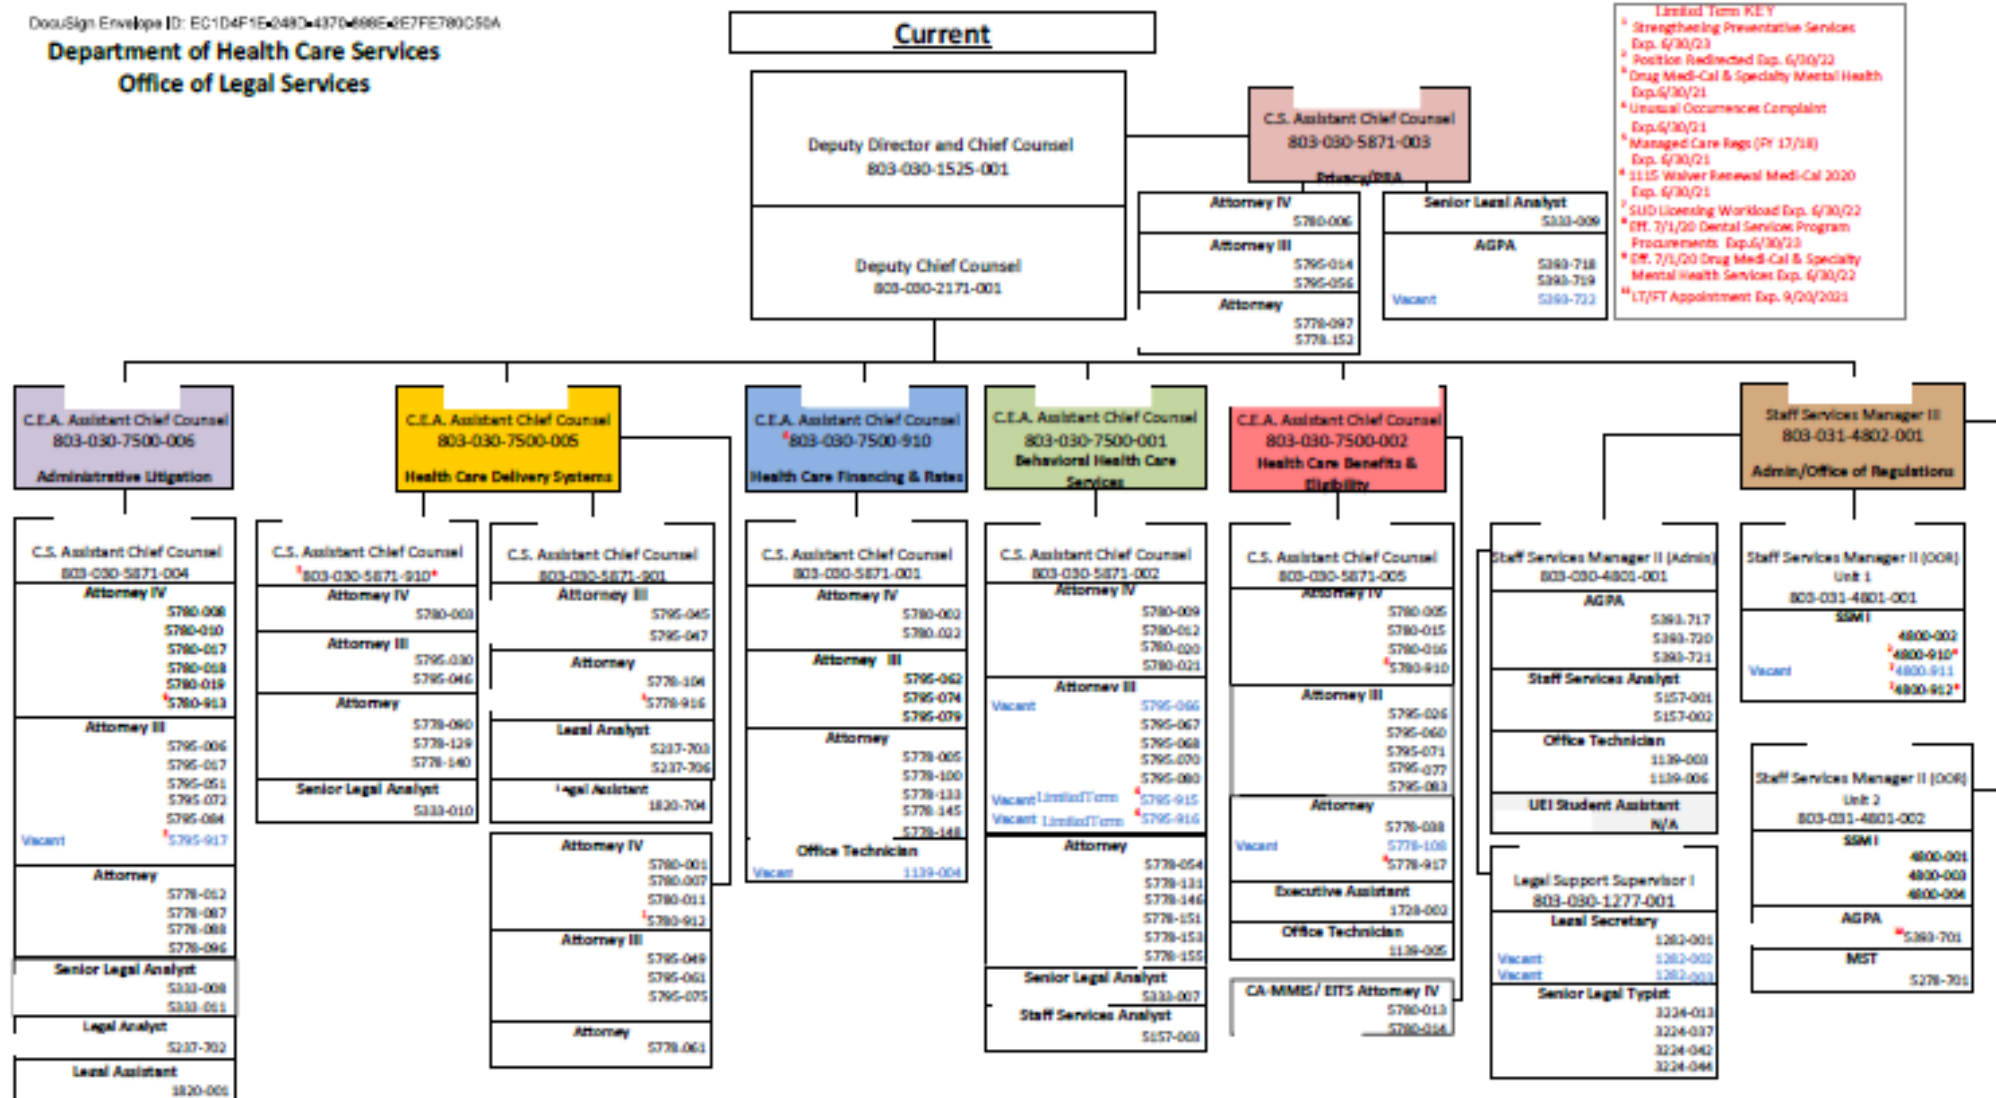 DocuSign Envelope ID: EC1D4F1E-248D-4370-898E-2E7FE780C50A
Department of Health Care Services
Office of Legal Services
Current
Deputy Director and Chief Counsel
803-030-1525-001
Deputy Chief Counsel
803-030-2171-001
C.S. Assistant Chief Counsel
803-030-5871-003
Privacy/PRA
Attorney IV
5780-006
Attorney III
5795-014
5795-056
Attorney
5778-097
5778-152
Senior Legal Analyst
5333-009
AGPA
5393-718
5393-719
Vacant 5393-722
Limited Term KEY
1 Strengthening Preventative Services
Exp. 6/30/23
2 Position Redirected Exp. 6/30/22
3 Drug Medi-Cal & Specialty Mental Health
Exp.6/30/21
4 Unusual Occurrences Complaint
Exp.6/30/21
5 Managed Care Regs (FY 17/18)
Exp. 6/30/21
6 1115 Waiver Renewal Medi-Cal 2020
Exp. 6/30/21
7 SUD Licensing Workload Exp. 6/30/22
8 Eff. 7/1/20 Dental Services Program
Procurements Exp.6/30/23
9 Eff. 7/1/20 Drug Medi-Cal & Specialty
Mental Health Services Exp. 6/30/22
LT/FT Appointment Exp. 9/20/2021
C.E.A. Assistant Chief Counsel
803-030-7500-006
Administrative Litigation
C.S. Assistant Chief Counsel
803-030-5871-004
Attorney IV
5780-008
5780-010
5780-017
5780-018
5780-019
5780-913
Attorney III
5795-006
5795-017
5795-051
5795-072
5795-084
Vacant 5795-917
Attorney
5778-012
5778-087
5778-088
5778-096
Senior Legal Analyst
5333-008
5333-011
Legal Analyst
5237-702
Legal Assistant
1820-001
C.E.A. Assistant Chief Counsel
803-030-7500-005
Health Care Delivery Systems
C.S. Assistant Chief Counsel
803-030-5871-910*
Attorney IV
5780-003
Attorney III
5795-030
5795-046
Attorney
5778-090
5778-129
5778-140
Senior Legal Analyst
5333-010
C.S. Assistant Chief Counsel
803-030-5871-901
Attorney III
5795-045
5795-047
Attorney
5778-104
5778-916
Legal Analyst
5237-703
5237-706
Legal Assistant
1820-704
Attorney IV
5780-001
5780-007
5780-011
5780-912
Attorney III
5795-049
5795-061
5795-075
Attorney
5778-061
C.E.A. Assistant Chief Counsel
803-030-7500-910
Health Care Financing & Rates
C.S. Assistant Chief Counsel
803-030-5871-001
Attorney IV
5780-002
5780-022
Attorney III
5795-062
5795-074
5795-079
Attorney
5778-005
5778-100
5778-133
5778-145
5778-148
Office Technician
Vacant 1139-004
C.E.A. Assistant Chief Counsel
803-030-7500-001
Behavioral Health Care
Services
C.S. Assistant Chief Counsel
803-030-5871-002
Attorney IV
5780-009
5780-012
5780-020
5780-021
Attorney III
Vacant 5795-066
5795-067
5795-068
5795-070
5795-080
Vacant Limited Term 5795-915
Vacant Limited Term 5795-916
Attorney
5778-054
5778-131
5778-146
5778-151
5778-153
5778-155
Senior Legal Analyst
5333-007
Staff Services Analyst
5157-003
C.E.A. Assistant Chief Counsel
803-030-7500-002
Health Care Benefits &
Eligibility
C.S. Assistant Chief Counsel
803-030-5871-005
Attorney IV
5780-005
5780-015
5780-016
5780-910
Attorney III
5795-026
5795-060
5795-071
5795-077
5795-083
Attorney
5778-038
Vacant 5778-108
5778-917
Executive Assistant
1728-002
Office Technician
1139-005
CA-MMIS/ EITS Attorney IV
5780-013
5780-014
Staff Services Manager III
803-031-4802-001
Admin/Office of Regulations
Staff Services Manager II (Admin)
803-030-4801-001
AGPA
5393-717
5393-720
5393-721
Staff Services Analyst
5157-001
5157-002
Office Technician
1139-003
1139-006
UEI Student Assistant
N/A
Legal Support Supervisor I
803-030-1277-001
Legal Secretary
1282-001
Vacant 1282-002
Vacant 1282-003
Senior Legal Typist
3224-013
3224-037
3224-042
3224-044
Staff Services Manager II (OOR)
Unit 1
803-031-4801-001
SSM I
4800-002
4800-910*
Vacant 4800-911
4800-912*
Staff Services Manager II (OOR)
Unit 2
803-031-4801-002
SSM I
4800-001
4800-003
4800-004
AGPA
5393-701
MST
5278-701